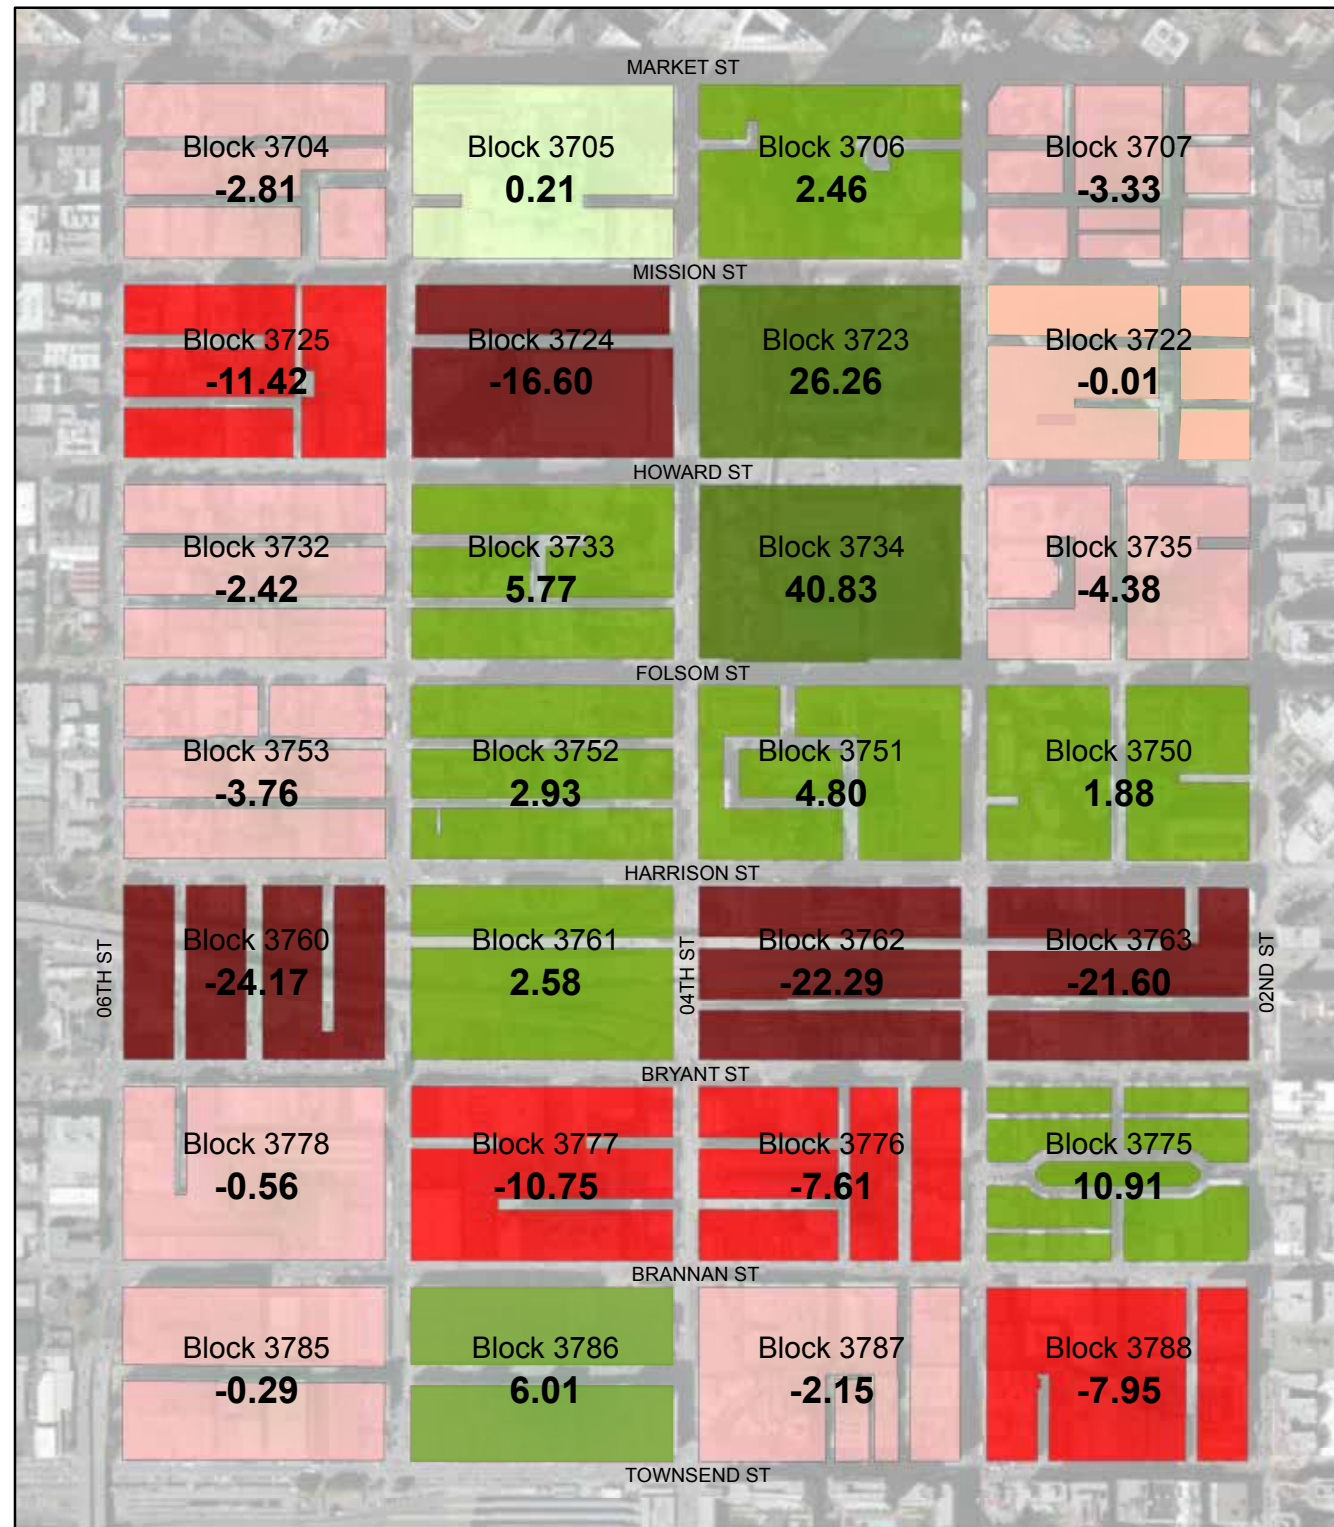 MARKET ST
Block 3704
-2.81
Block 3705
0.21
Block 3706
2.46
Block 3707
-3.33
MISSION ST
Block 3725
-11.42
Block 3724
-16.60
Block 3723
26.26
Block 3722
-0.01
HOWARD ST
Block 3732
-2.42
Block 3733
5.77
Block 3734
40.83
Block 3735
-4.38
FOLSOM ST
Block 3753
-3.76
Block 3752
2.93
Block 3751
4.80
Block 3750
1.88
HARRISON ST
06TH ST
Block 3760
-24.17
Block 3761
2.58
04TH ST
Block 3762
-22.29
Block 3763
-21.60
02ND ST
BRYANT ST
Block 3778
-0.56
Block 3777
-10.75
Block 3776
-7.61
Block 3775
10.91
BRANNAN ST
Block 3785
-0.29
Block 3786
6.01
Block 3787
-2.15
Block 3788
-7.95
TOWNSEND ST